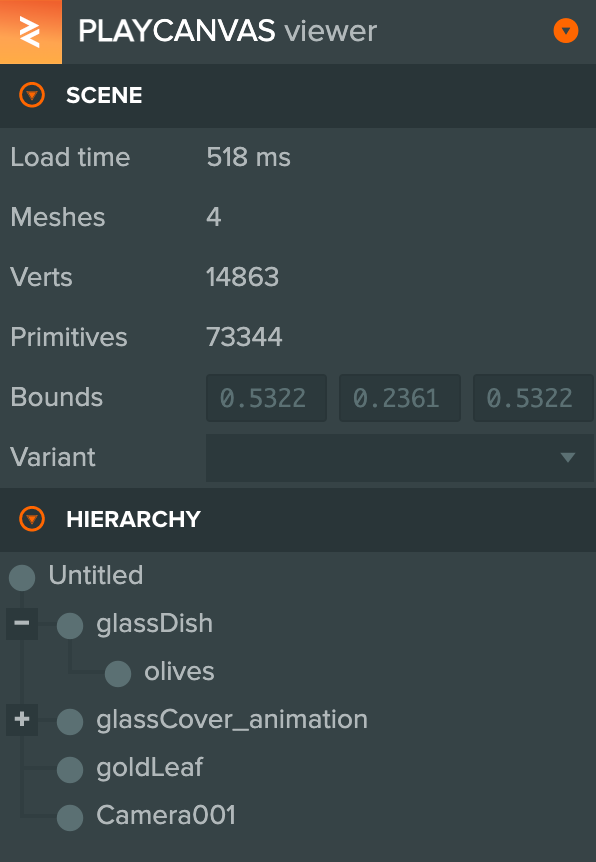 PLAYCANVAS viewer
SCENE
Load time 518 ms
Meshes 4
Verts 14863
Primitives 73344
Bounds 0.5322 0.2361 0.5322
Variant
HIERARCHY
Untitled
glassDish
olives
glassCover_animation
goldLeaf
Camera001